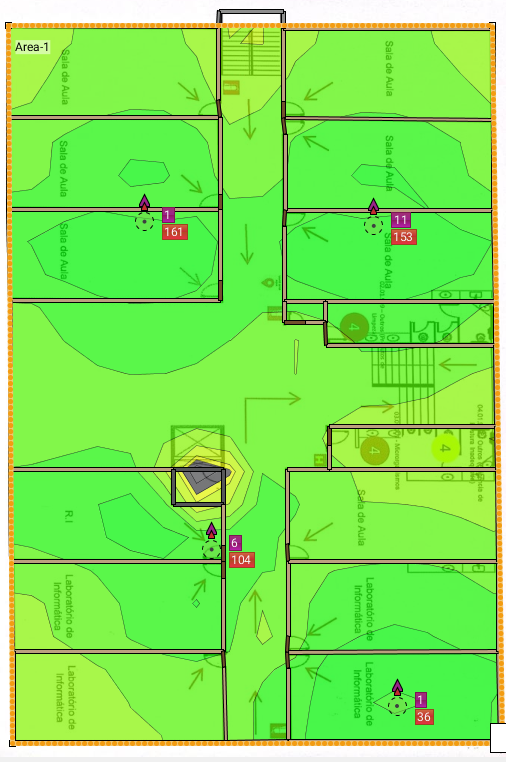 Area-1
Sala de Aula
Sala de Aula
Sala de Aula
Sala de Aula
1
161
11
153
Sala de Aula
Sala de Aula
4
4
4
Sala de Aula
R.I
6
104
Laboratório de
Informática
Laboratório de
Informática
Laboratório de
Informática
Laboratório de
Informática
1
36